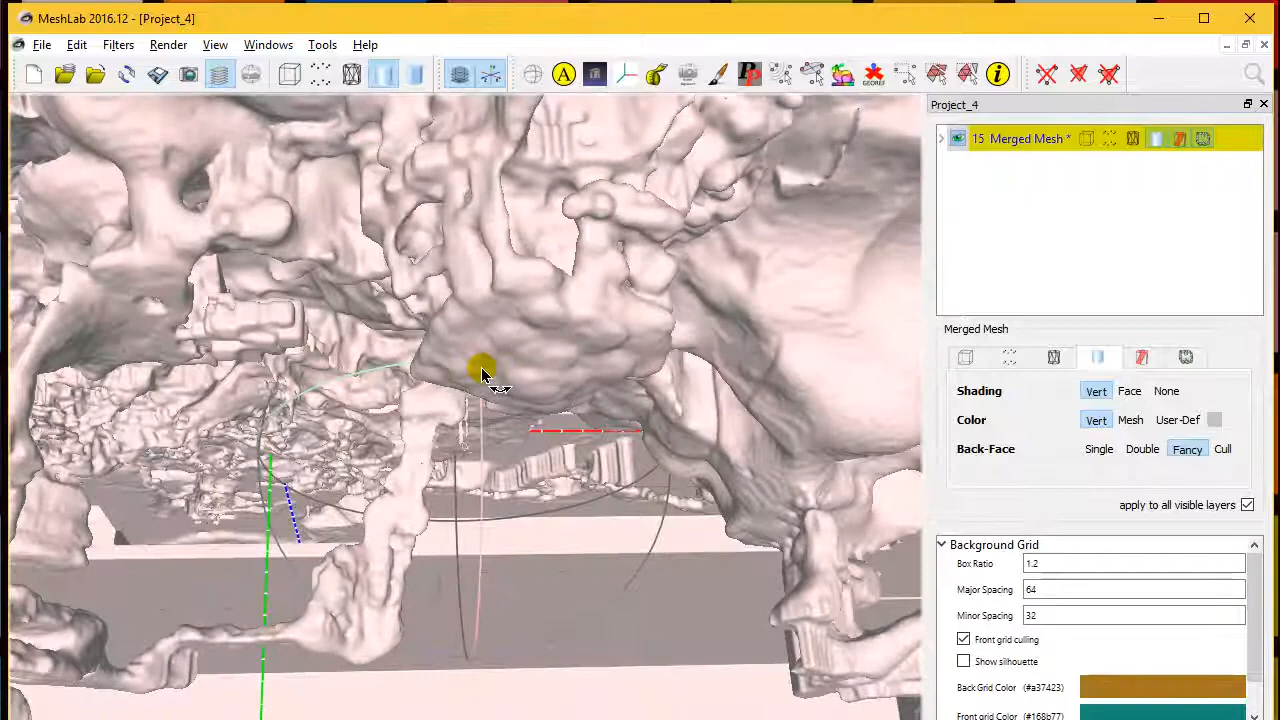 MeshLab 2016.12 - [Project_4]
File Edit Filters Render View Windows Tools Help
A PP GEOREF i
Project_4
15 Merged Mesh *
Merged Mesh
Shading Vert Face None
Color Vert Mesh User-Def
Back-Face Single Double Fancy Cull
apply to all visible layers
Background Grid
Box Ratio 1.2
Major Spacing 64
Minor Spacing 32
Front grid culling
Show silhouette
Back Grid Color (#a37423)
Front grid Color (#168b77)